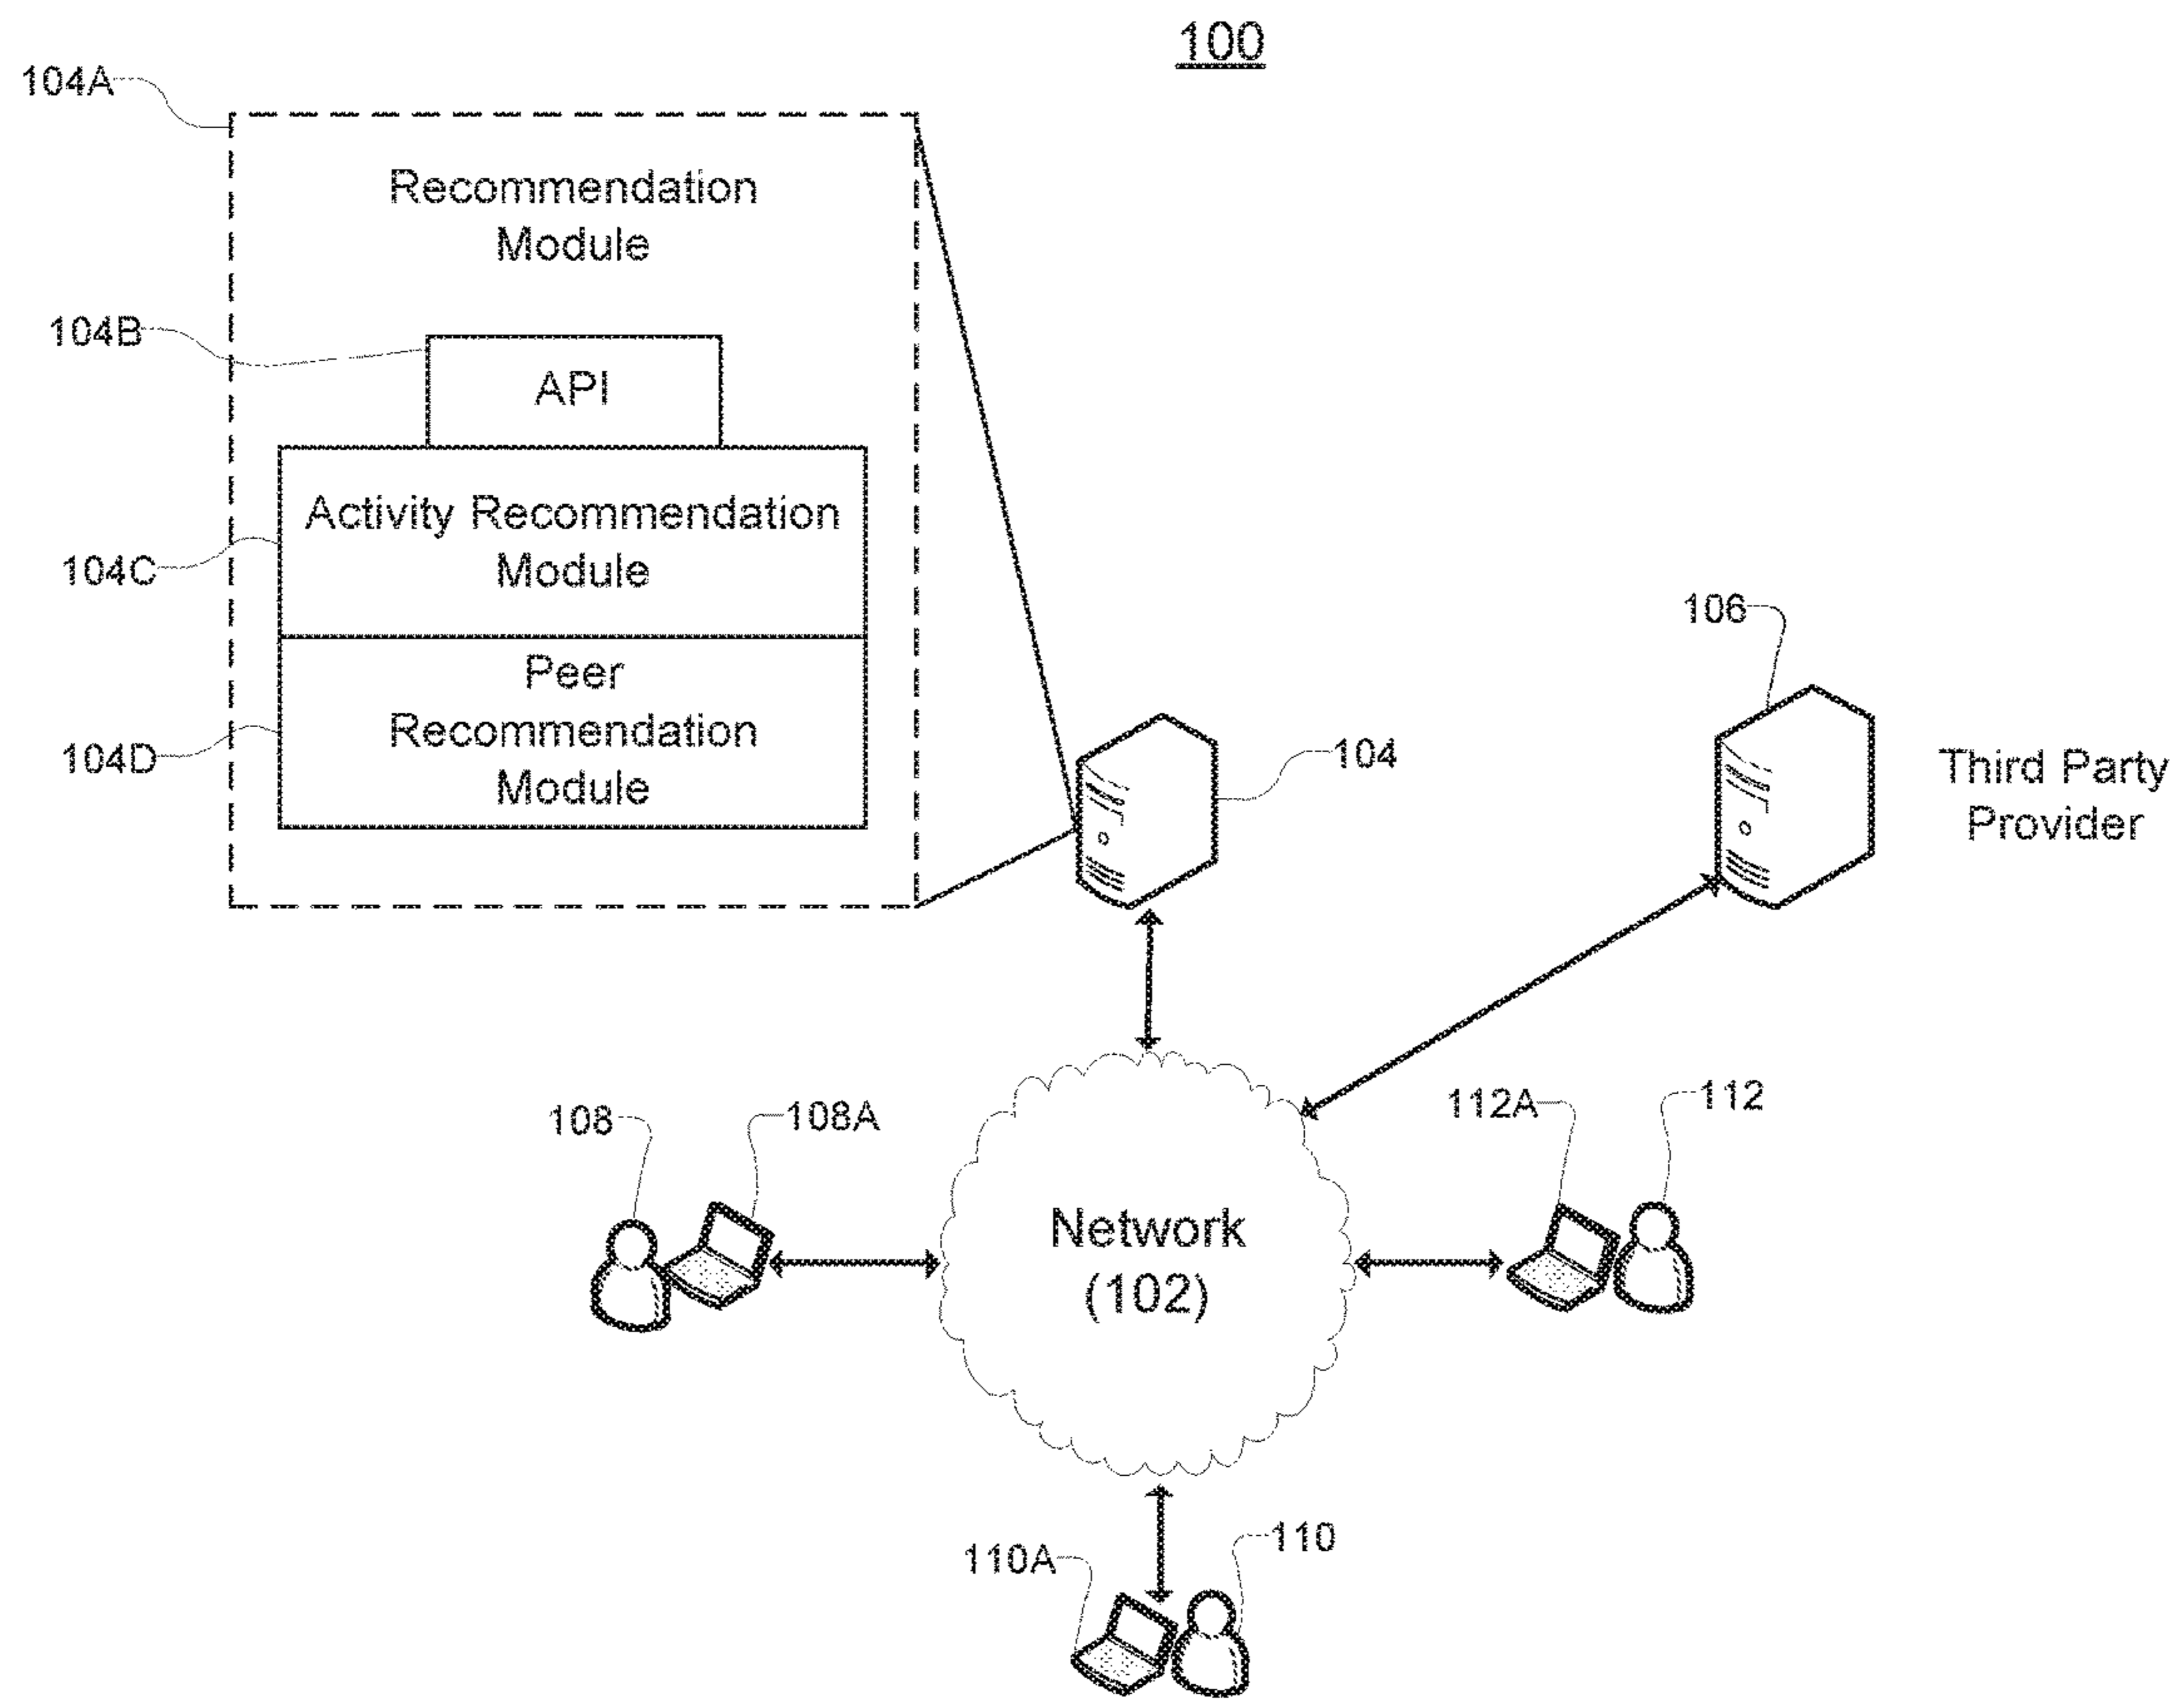 100
104A
Recommendation
Module
104B
API
Activity Recommendation
Module
104C
Peer
Recommendation
Module
104D
104
106
Third Party
Provider
108
108A
112A
112
Network
(102)
110A
110